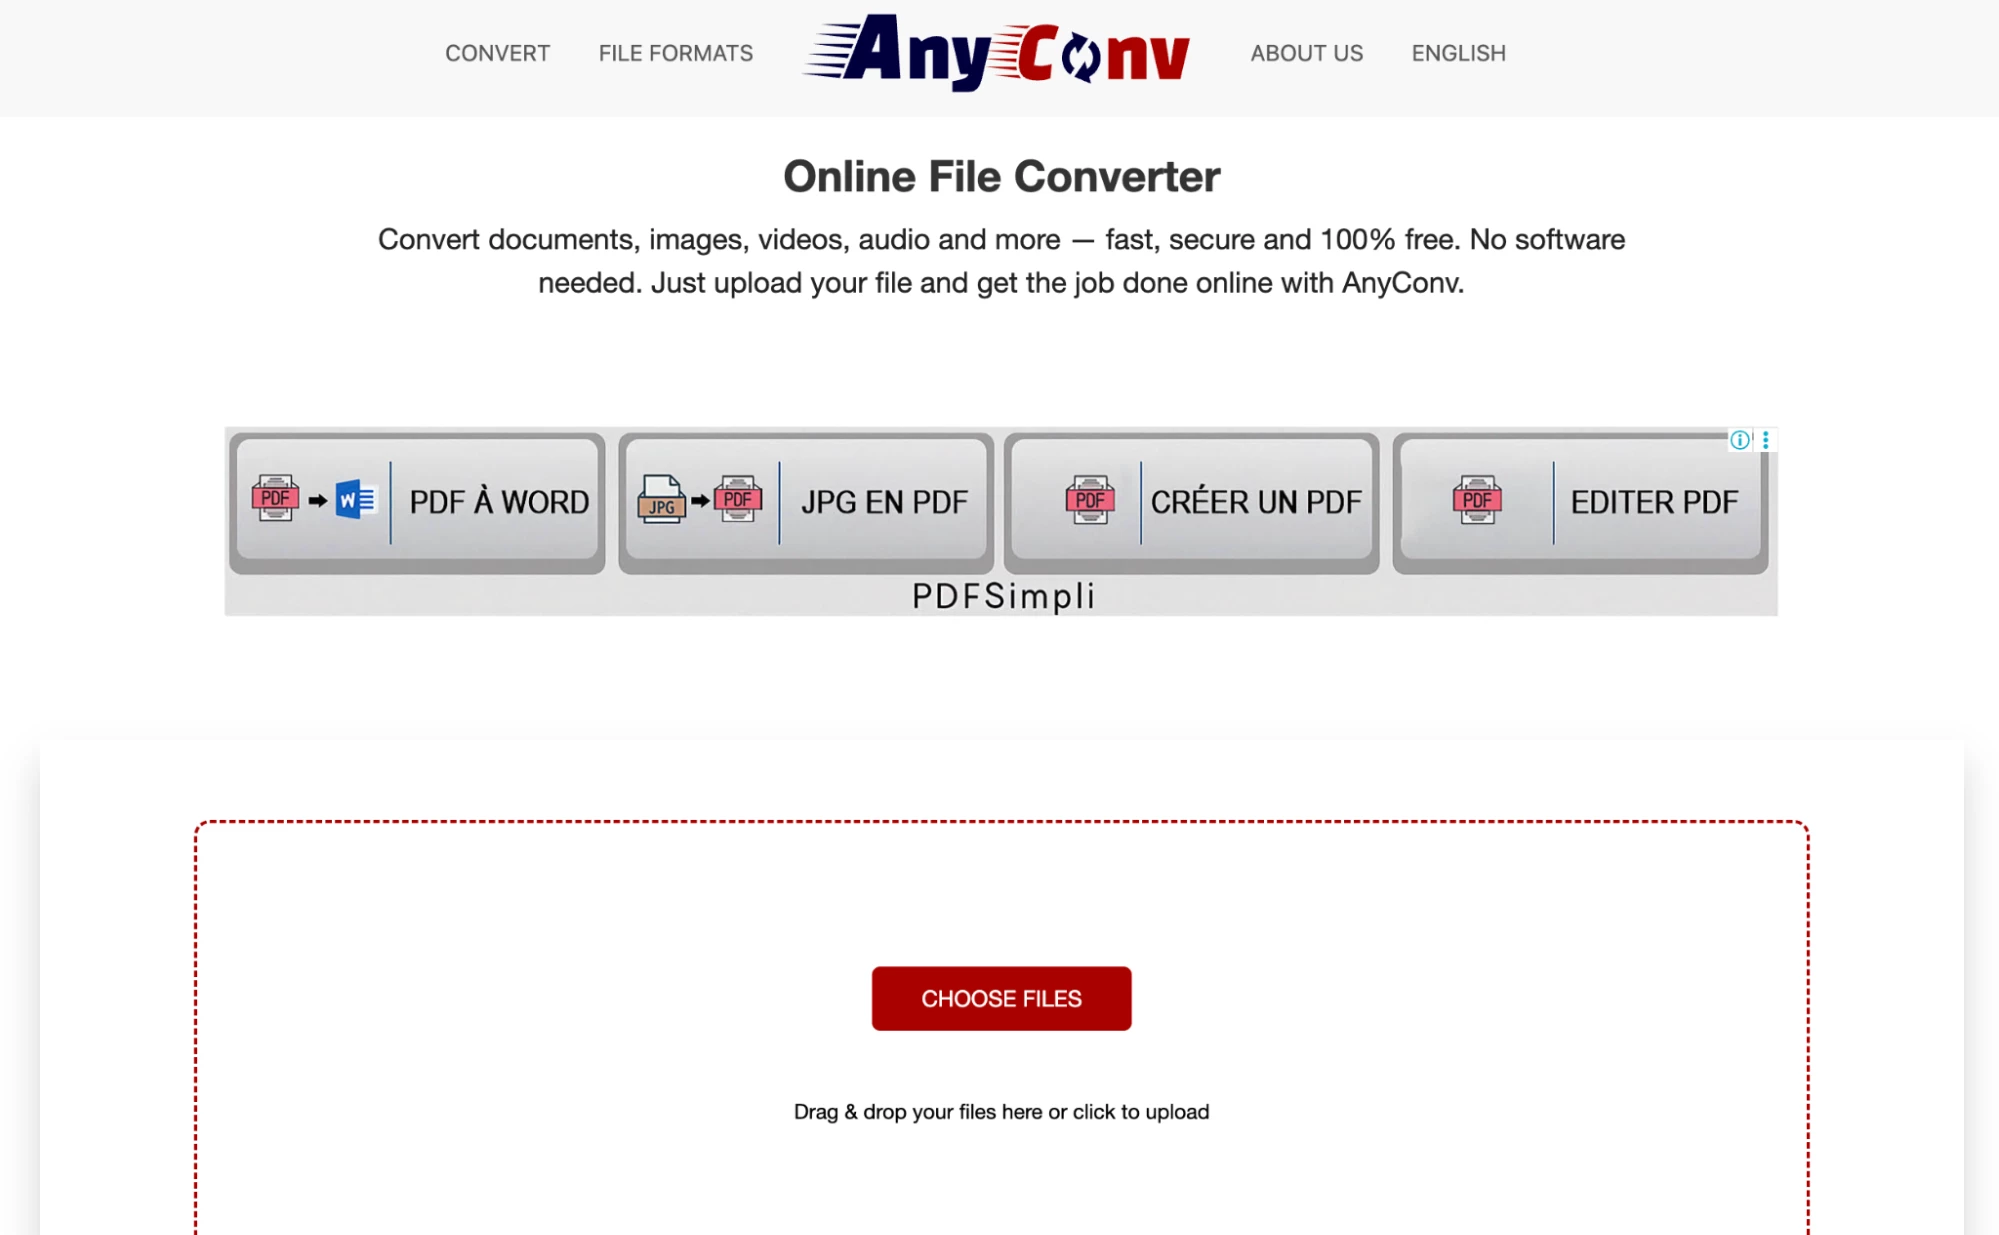 CONVERT
FILE FORMATS
AnyConv
ABOUT US
ENGLISH
Online File Converter
Convert documents, images, videos, audio and more — fast, secure and 100% free. No software
needed. Just upload your file and get the job done online with AnyConv.
PDF W PDF À WORD
JPG PDF JPG EN PDF
PDF CRÉER UN PDF
PDF EDITER PDF
PDFSimpli
CHOOSE FILES
Drag & drop your files here or click to upload